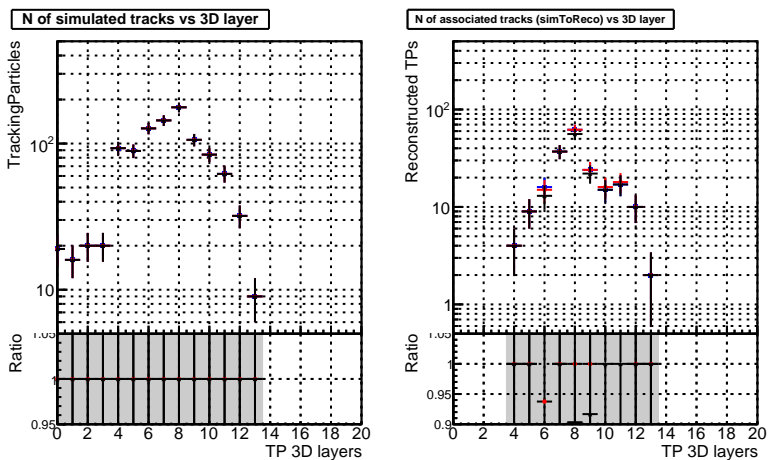 N of simulated tracks vs 3D layer
TrackingParticles
10²
10
Ratio
1.05
1
0.95
0 2 4 6 8 10 12 14 16 18 20
TP 3D layers
N of associated tracks (simToReco) vs 3D layer
Reconstructed TPs
10²
10
1
Ratio
1.05
1
0.95
0.9
0 2 4 6 8 10 12 14 16 18 20
TP 3D layers